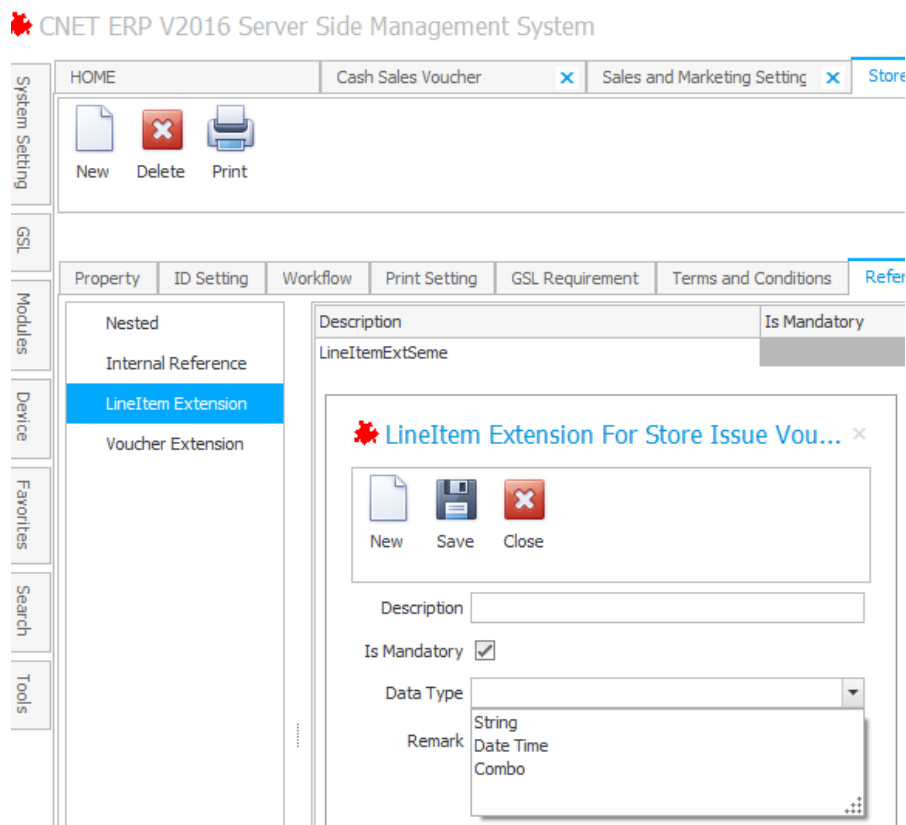 CNET ERP V2016 Server Side Management System
HOME
Cash Sales Voucher
Sales and Marketing Setting
Store
New
Delete
Print
System Setting
GSL
Modules
Device
Favorites
Search
Tools
Property
ID Setting
Workflow
Print Setting
GSL Requirement
Terms and Conditions
Refer
Nested
Internal Reference
LineItem Extension
Voucher Extension
Description
Is Mandatory
LineItemExtSeme
LineItem Extension For Store Issue Vou...
New
Save
Close
Description
Is Mandatory
Data Type
String
Date Time
Combo
Remark